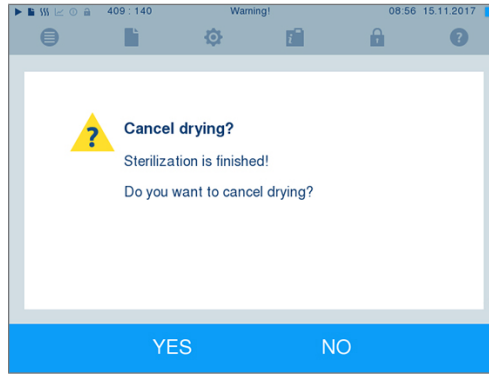 409 : 140 Warning! 08:56 15.11.2017
Cancel drying?
Sterilization is finished!
Do you want to cancel drying?
YES NO